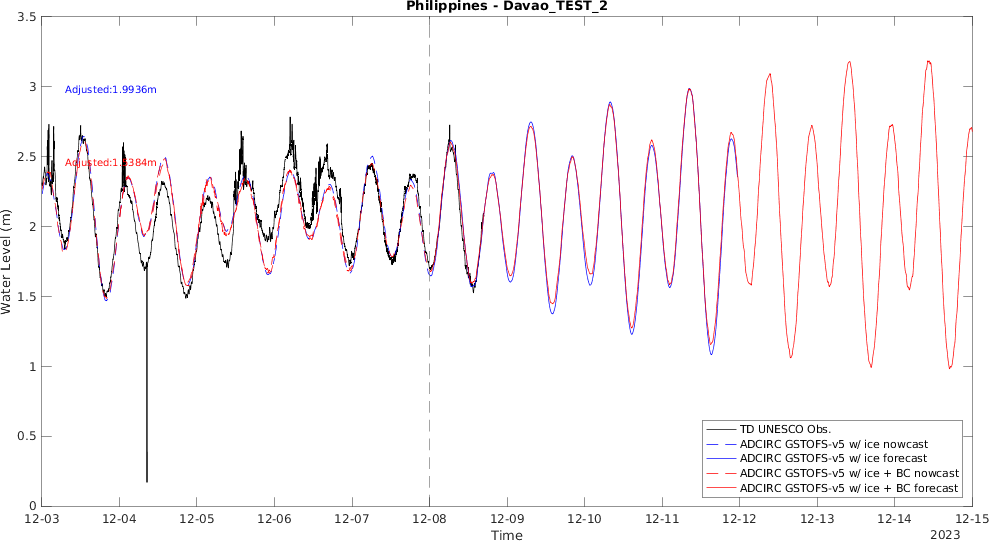 Philippines - Davao_TEST_2
3.5
3
2.5
2
1.5
1
0.5
0
Water Level (m)
Adjusted:1.9936m
Adjusted:1.6384m
TD UNESCO Obs.
ADCIRC GSTOFS-v5 w/ ice nowcast
ADCIRC GSTOFS-v5 w/ ice forecast
ADCIRC GSTOFS-v5 w/ ice + BC nowcast
ADCIRC GSTOFS-v5 w/ ice + BC forecast
12-03 12-04 12-05 12-06 12-07 12-08 12-09 12-10 12-11 12-12 12-13 12-14 12-15
Time
2023